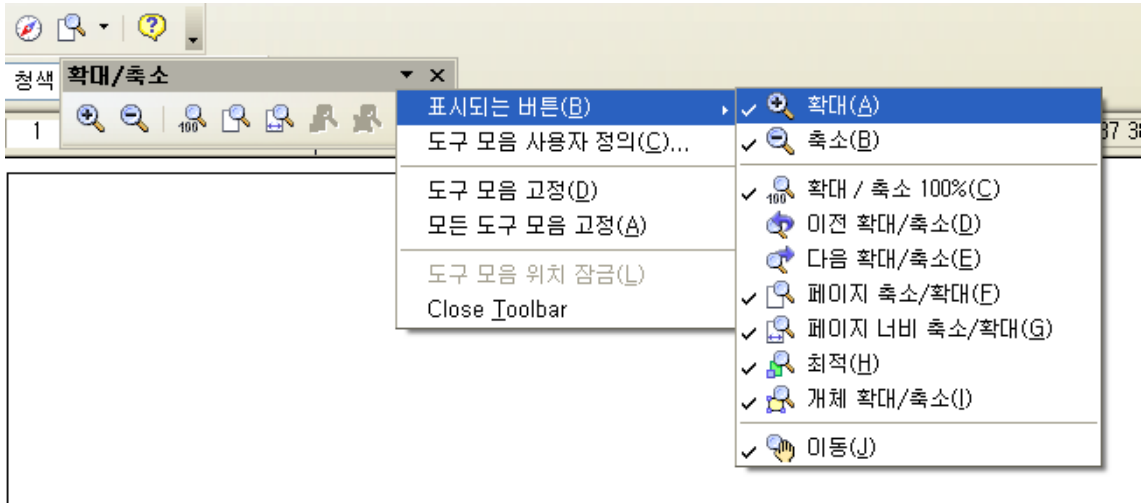 청색 확대/축소
1
100
표시되는 버튼(B)
도구 모음 사용자 정의(C)...
도구 모음 고정(D)
모든 도구 모음 고정(A)
도구 모음 위치 잠금(L)
Close Toolbar
확대(A)
축소(B)
100
확대 / 축소 100%(C)
이전 확대/축소(D)
다음 확대/축소(E)
페이지 축소/확대(F)
페이지 너비 축소/확대(G)
최적(H)
개체 확대/축소(I)
이동(J)